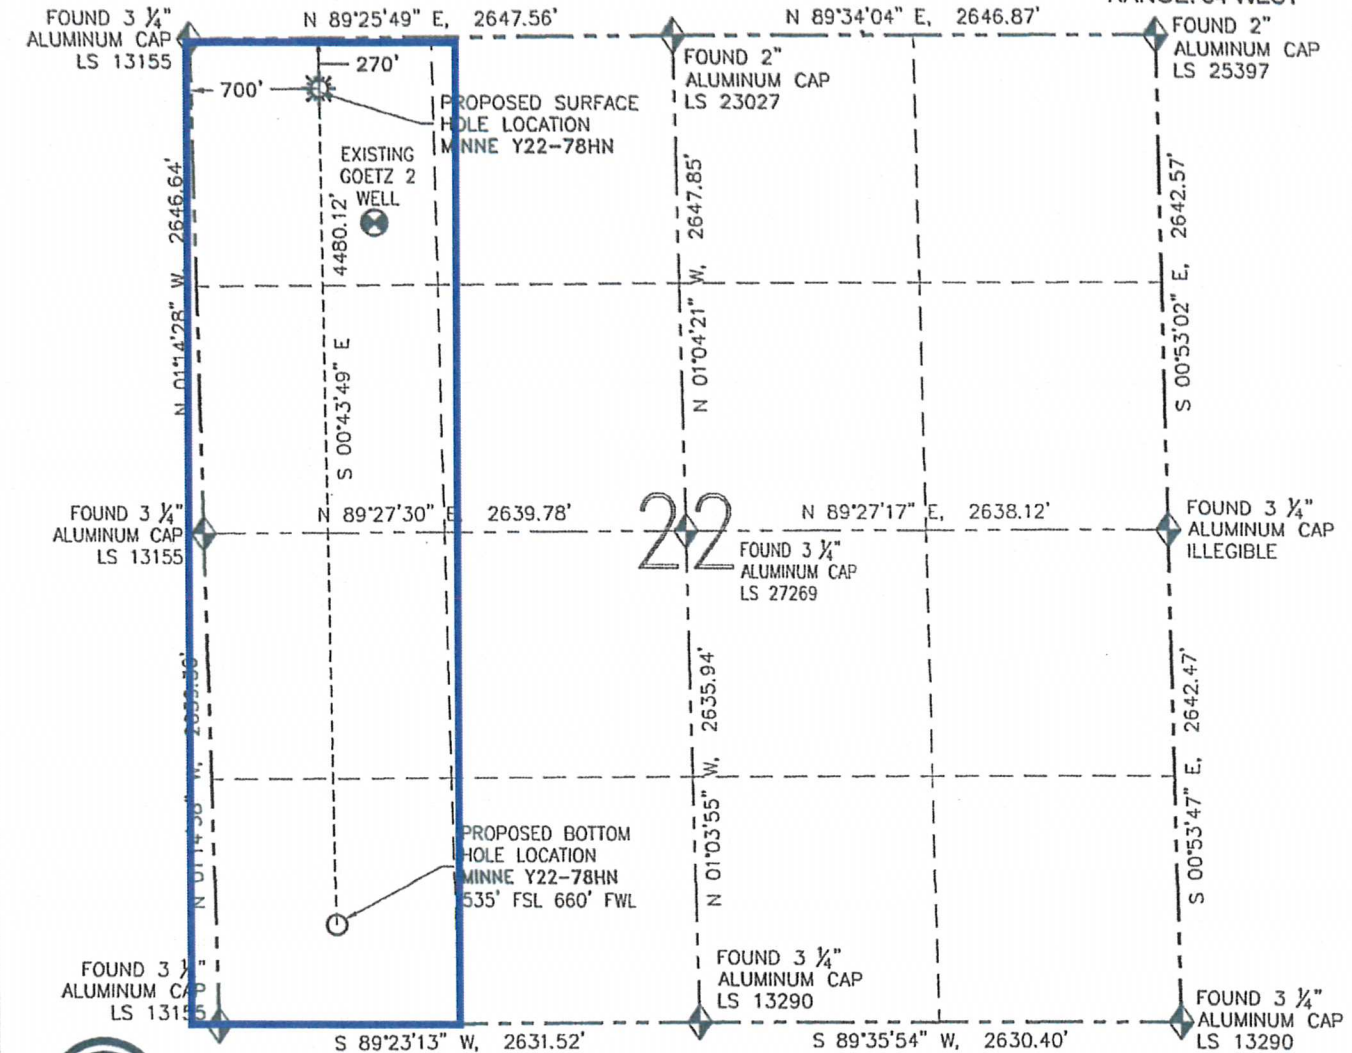 N 89°25'49" E, 2647.56'
N 89°34'04" E, 2646.87'
FOUND 3 ¼"
ALUMINUM CAP
LS 13155
FOUND 2"
ALUMINUM CAP
LS 23027
FOUND 2"
ALUMINUM CAP
LS 25397
270'
700'
PROPOSED SURFACE
HOLE LOCATION
MINNE Y22-78HN
EXISTING
GOETZ 2
WELL
N 01°14'28" W, 2646.64'
S 00°43'49" E 4480.12'
N 01°04'21" W, 2647.85'
S 00°53'02" E, 2642.57'
FOUND 3 ¼"
ALUMINUM CAP
LS 13155
N 89°27'30" E, 2639.78'
22
N 89°27'17" E, 2638.12'
FOUND 3 ¼"
ALUMINUM CAP
LS 27269
FOUND 3 ¼"
ALUMINUM CAP
ILLEGIBLE
N W,
N 01°03'55" W, 2635.94'
S 00°53'47" E, 2642.47'
PROPOSED BOTTOM
HOLE LOCATION
MINNE Y22-78HN
535' FSL 660' FWL
FOUND 3 ¼"
ALUMINUM CAP
LS 13155
FOUND 3 ¼"
ALUMINUM CAP
LS 13290
FOUND 3 ¼"
ALUMINUM CAP
LS 13290
S 89°23'13" W, 2631.52'
S 89°35'54" W, 2630.40'